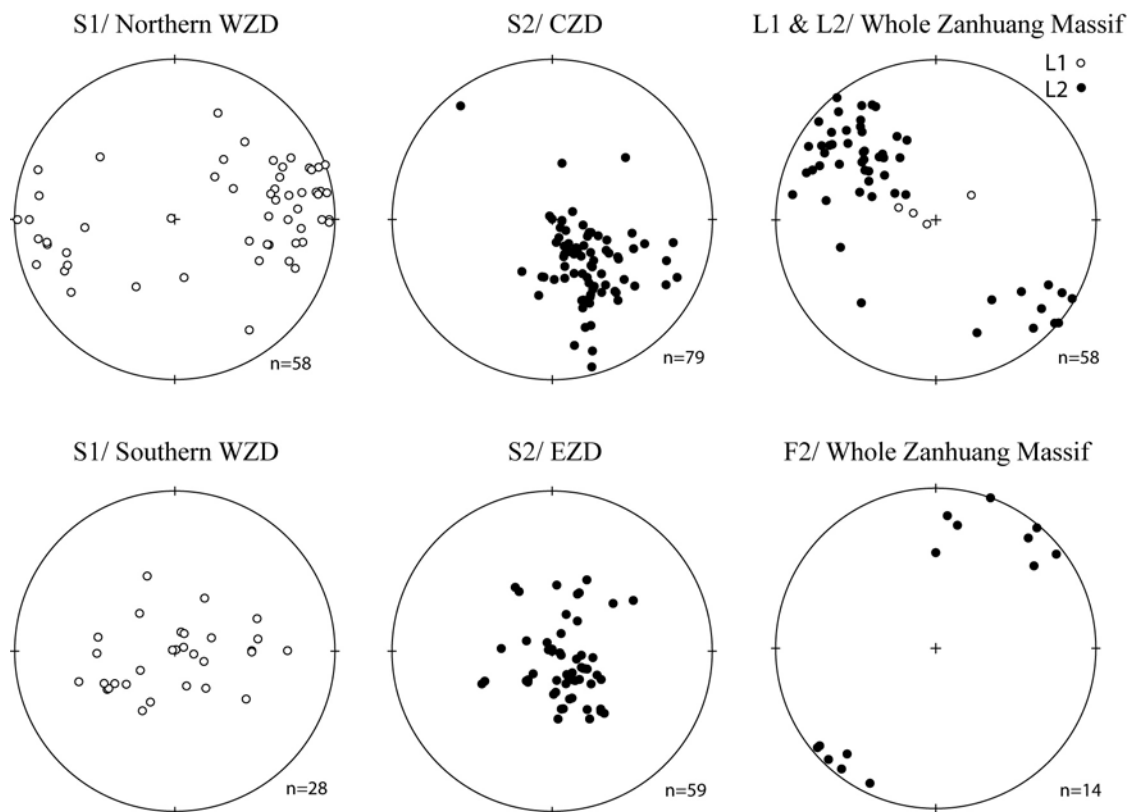 S1/ Northern WZD
S2/ CZD
L1 & L2/ Whole Zanhuang Massif
L1
L2
n=58
n=79
n=58
S1/ Southern WZD
S2/ EZD
F2/ Whole Zanhuang Massif
n=28
n=59
n=14